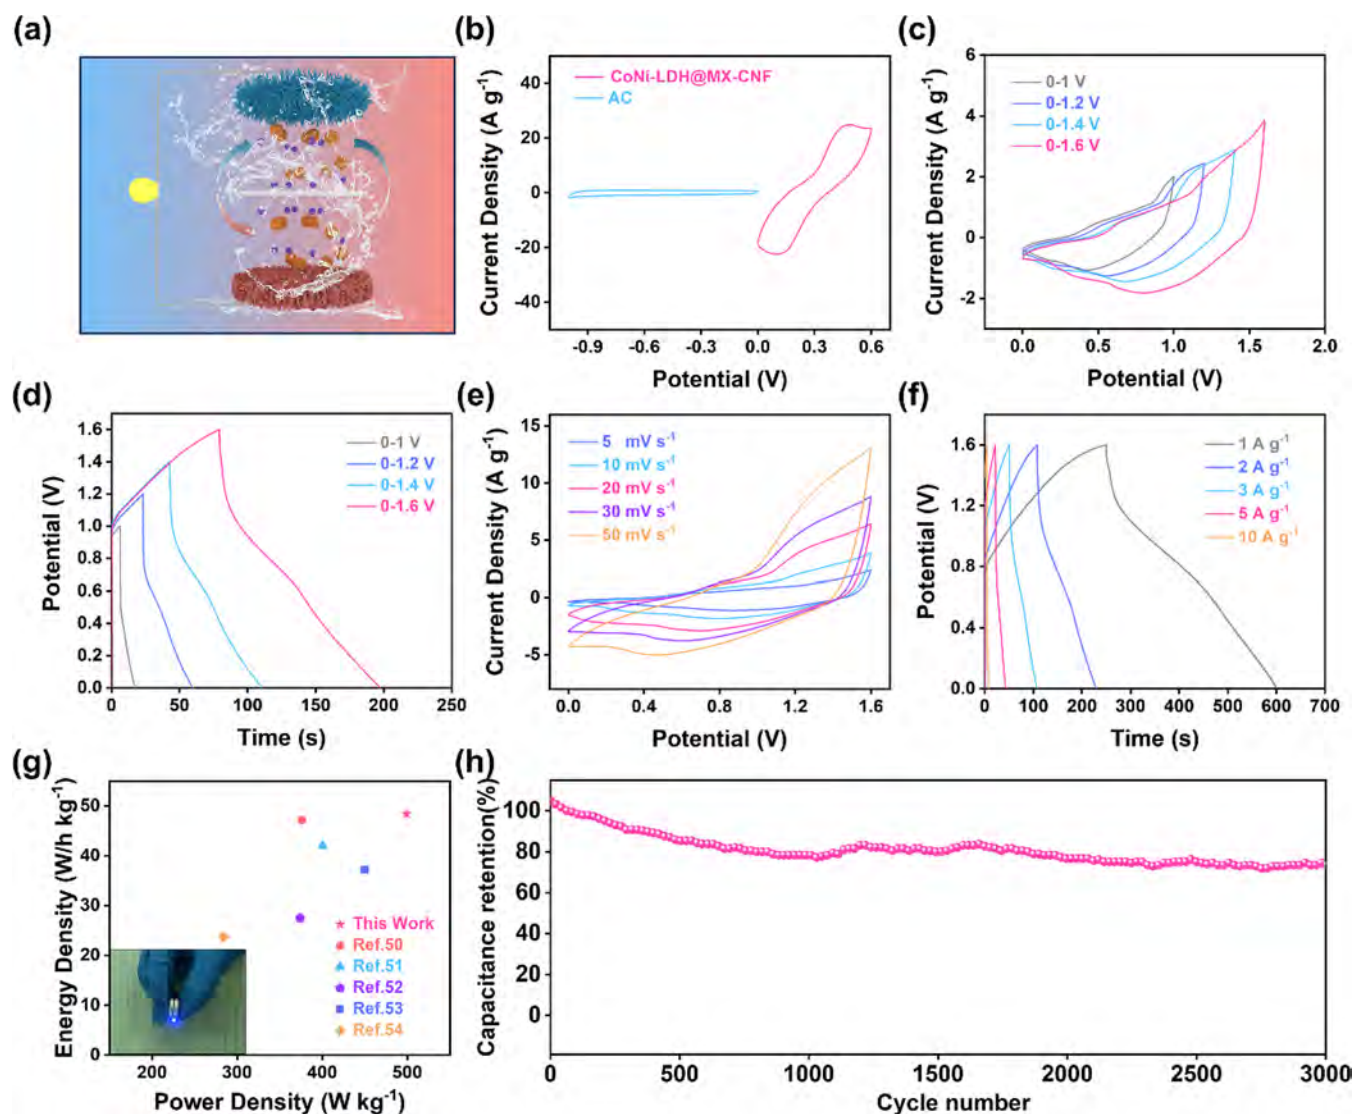 (a)
(b)
Current Density (A g⁻¹)
40
20
0
-20
-40
CoNi-LDH@MX-CNF
AC
-0.9
-0.6
-0.3
0.0
0.3
0.6
Potential (V)
(c)
Current Density (A g⁻¹)
6
4
2
0
-2
0-1 V
0-1.2 V
0-1.4 V
0-1.6 V
0.0
0.5
1.0
1.5
2.0
Potential (V)
(d)
Potential (V)
1.6
1.4
1.2
1.0
0.8
0.6
0.4
0.2
0.0
0-1 V
0-1.2 V
0-1.4 V
0-1.6 V
0
50
100
150
200
250
Time (s)
(e)
Current Density (A g⁻¹)
15
10
5
0
-5
5 mV s⁻¹
10 mV s⁻¹
20 mV s⁻¹
30 mV s⁻¹
50 mV s⁻¹
0.0
0.4
0.8
1.2
1.6
Potential (V)
(f)
Potential (V)
2.0
1.6
1.2
0.8
0.4
0.0
1 A g⁻¹
2 A g⁻¹
3 A g⁻¹
5 A g⁻¹
10 A g⁻¹
0
100
200
300
400
500
600
700
Time (s)
(g)
Energy Density (W/h kg⁻¹)
50
40
30
20
10
0
This Work
Ref.50
Ref.51
Ref.52
Ref.53
Ref.54
200
300
400
500
Power Density (W kg⁻¹)
(h)
Capacitance retention(%)
100
80
60
40
20
0
0
500
1000
1500
2000
2500
3000
Cycle number